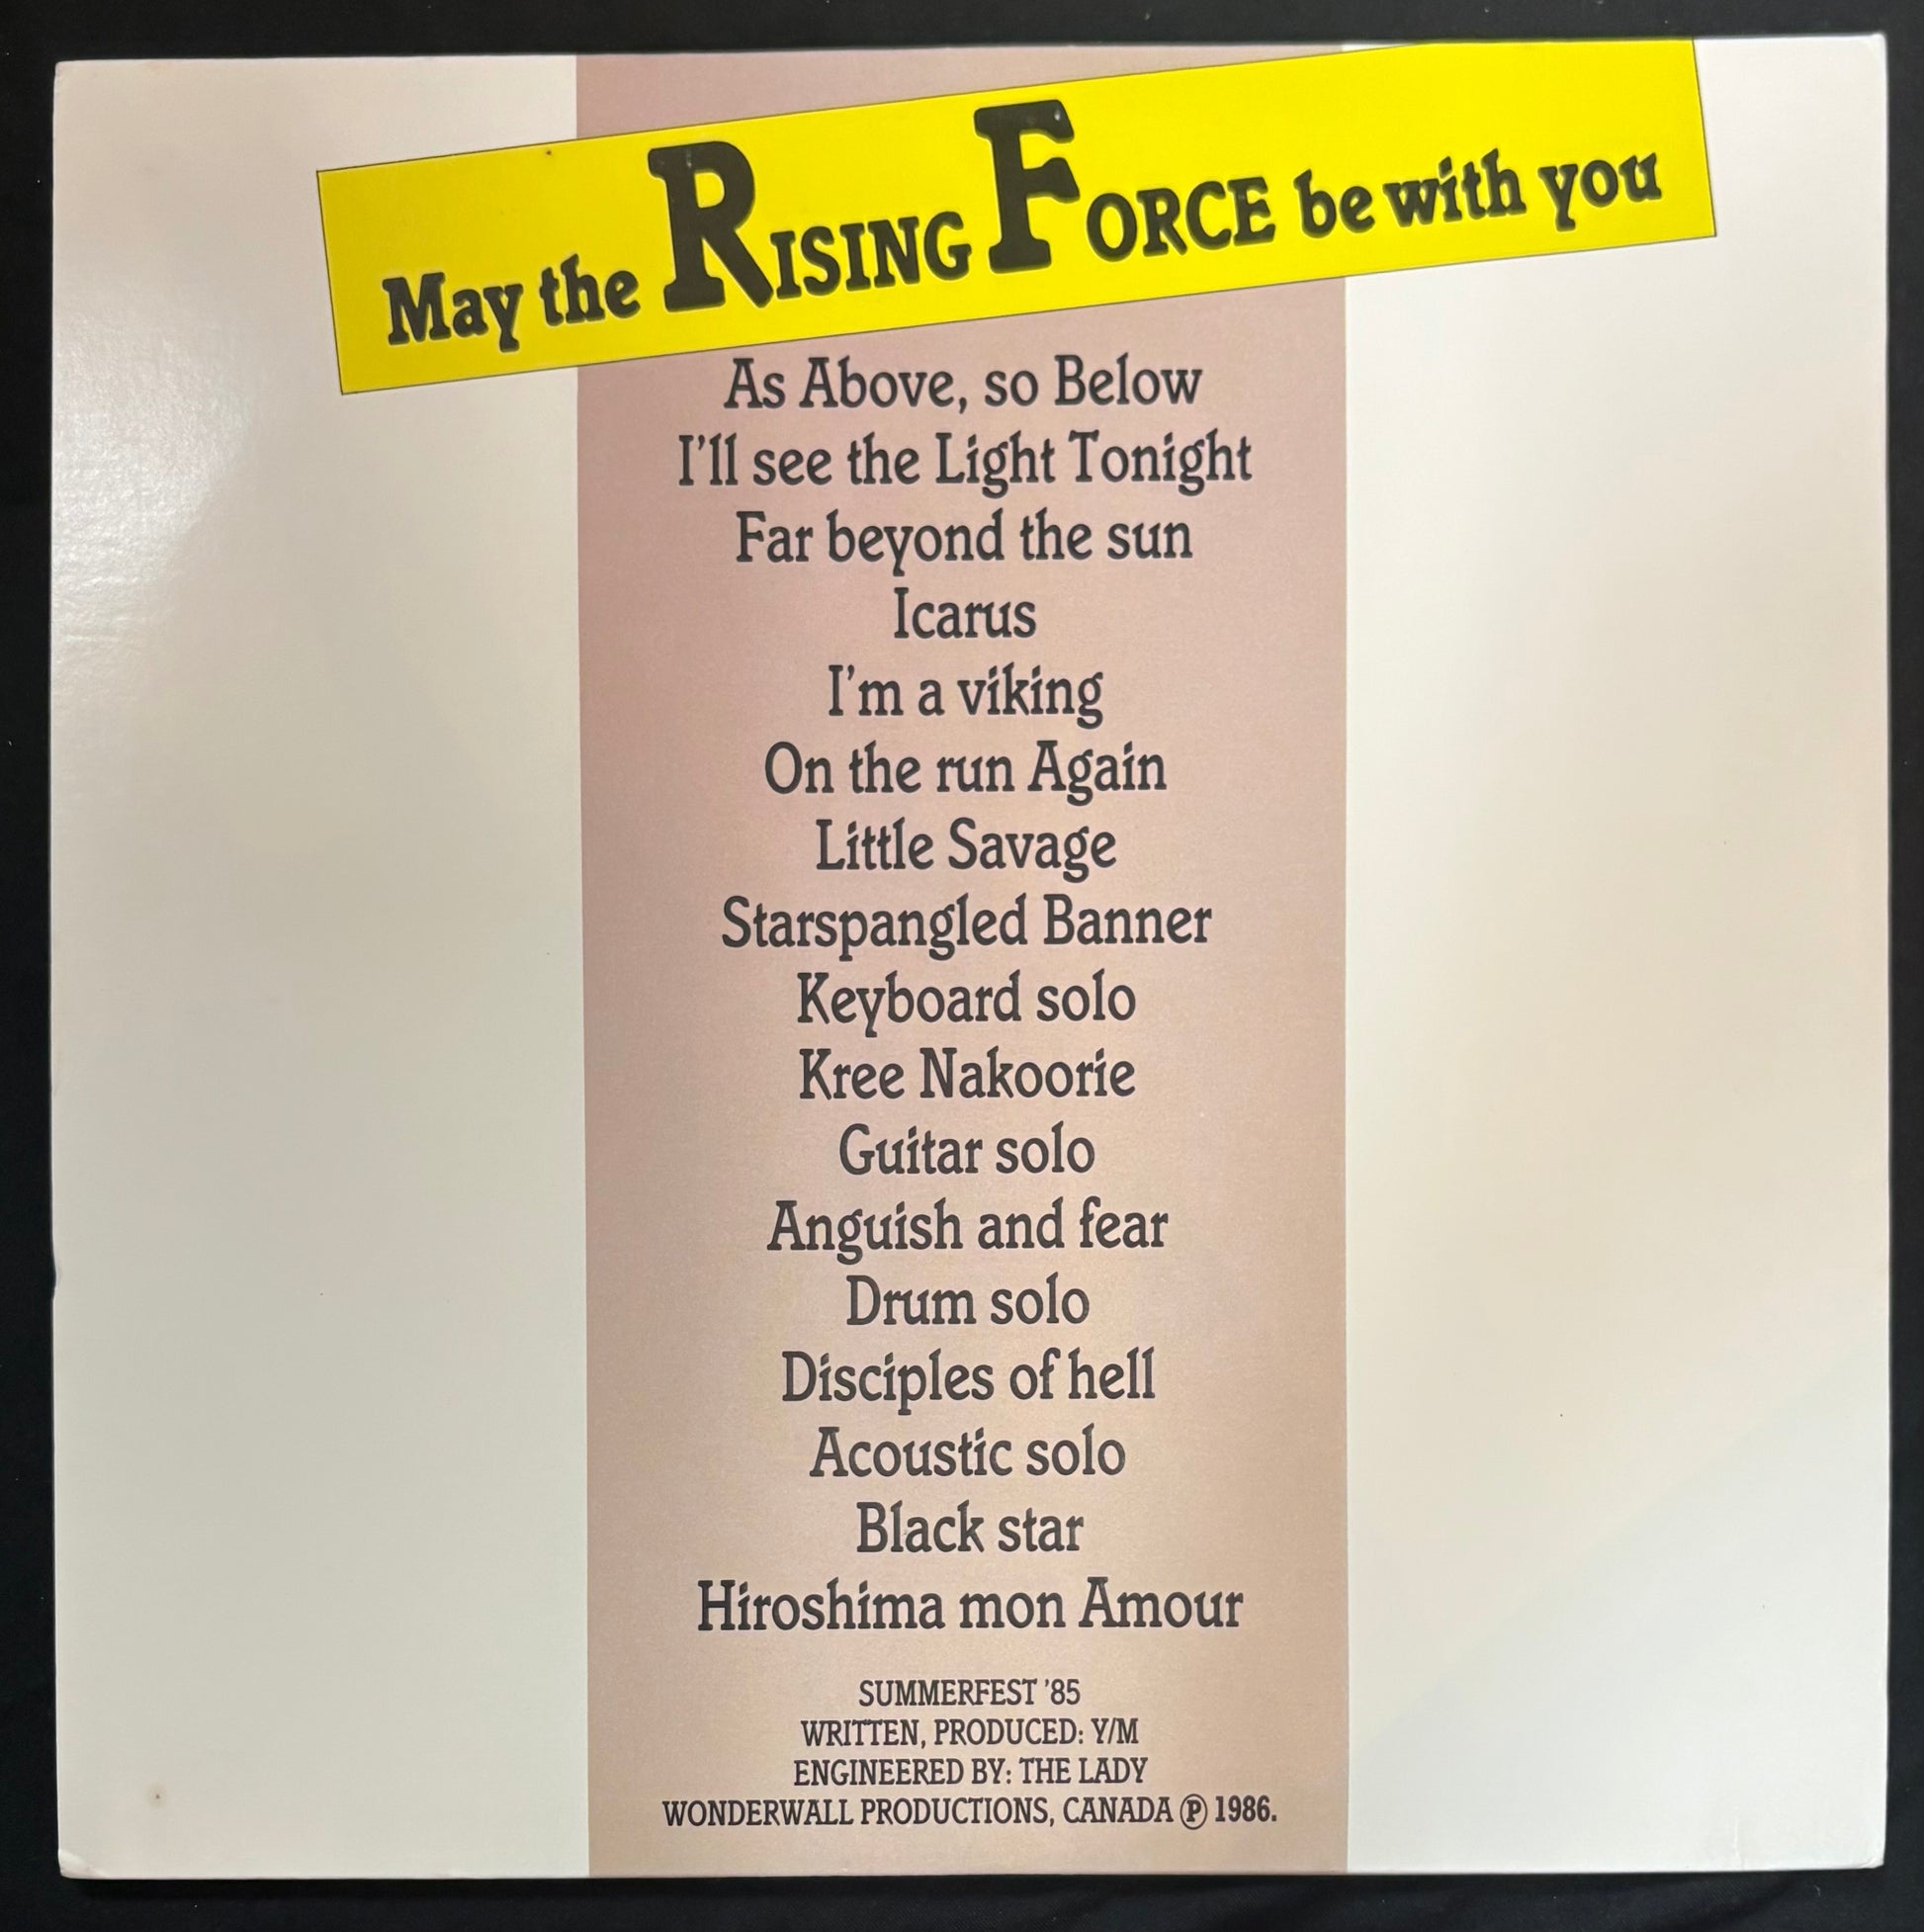 May the RISING FORCE be with you
As Above, so Below
I'll see the Light Tonight
Far beyond the sun
Icarus
I'm a viking
On the run Again
Little Savage
Starspangled Banner
Keyboard solo
Kree Nakoorie
Guitar solo
Anguish and fear
Drum solo
Disciples of hell
Acoustic solo
Black star
Hiroshima mon Amour
SUMMERFEST '85
WRITTEN, PRODUCED: Y/M
ENGINEERED BY: THE LADY
WONDERWALL PRODUCTIONS, CANADA ℗ 1986.